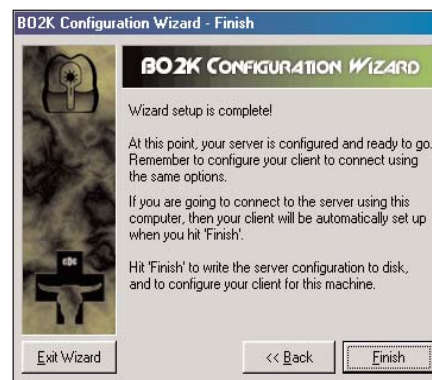 BO2K Configuration Wizard - Finish
BO2K CONFIGURATION WIZARD
Wizard setup is complete!
At this point, your server is configured and ready to go.
Remember to configure your client to connect using
the same options.
If you are going to connect to the server using this
computer, then your client will be automatically set up
when you hit 'Finish'.
Hit 'Finish' to write the server configuration to disk,
and to configure your client for this machine.
cDc
Exit Wizard
<< Back
Finish